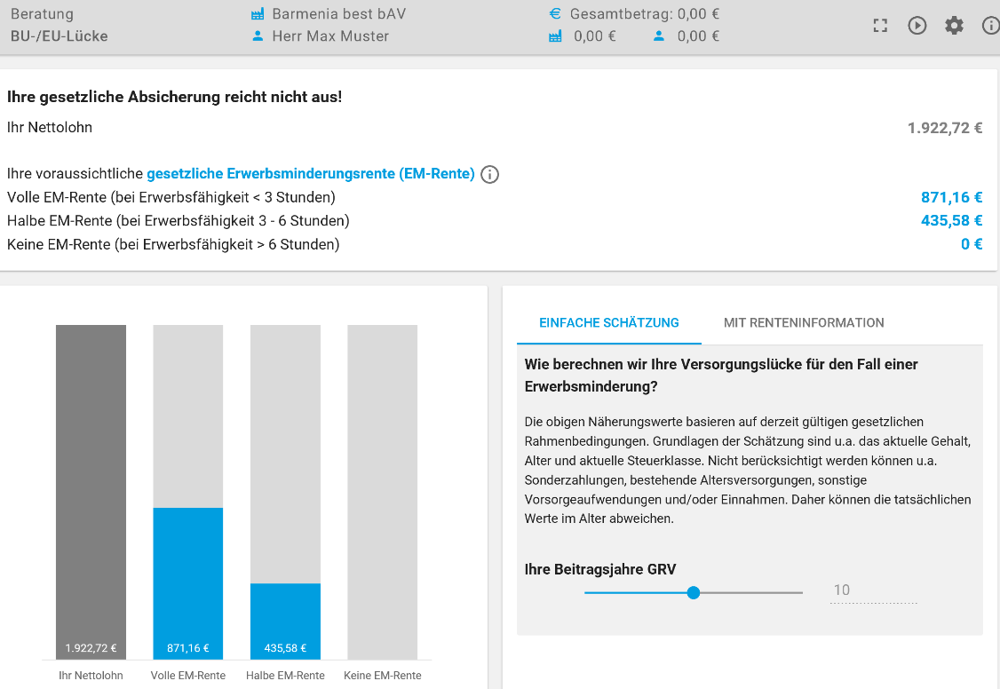 Beratung
BU-/EU-Lücke
Barmenia best bAV
Herr Max Muster
Gesamtbetrag: 0,00 €
0,00 €
0,00 €
Ihre gesetzliche Absicherung reicht nicht aus!
Ihr Nettolohn 1.922,72 €
Ihre voraussichtliche gesetzliche Erwerbsminderungsrente (EM-Rente)
Volle EM-Rente (bei Erwerbsfähigkeit < 3 Stunden) 871,16 €
Halbe EM-Rente (bei Erwerbsfähigkeit 3 - 6 Stunden) 435,58 €
Keine EM-Rente (bei Erwerbsfähigkeit > 6 Stunden) 0 €
1.922,72 € 871,16 € 435,58 €
Ihr Nettolohn Volle EM-Rente Halbe EM-Rente Keine EM-Rente
EINFACHE SCHÄTZUNG MIT RENTENINFORMATION
Wie berechnen wir Ihre Versorgungslücke für den Fall einer
Erwerbsminderung?
Die obigen Näherungswerte basieren auf derzeit gültigen gesetzlichen
Rahmenbedingungen. Grundlagen der Schätzung sind u.a. das aktuelle Gehalt,
Alter und aktuelle Steuerklasse. Nicht berücksichtigt werden können u.a.
Sonderzahlungen, bestehende Altersversorgungen, sonstige
Vorsorgeaufwendungen und/oder Einnahmen. Daher können die tatsächlichen
Werte im Alter abweichen.
Ihre Beitragsjahre GRV
10